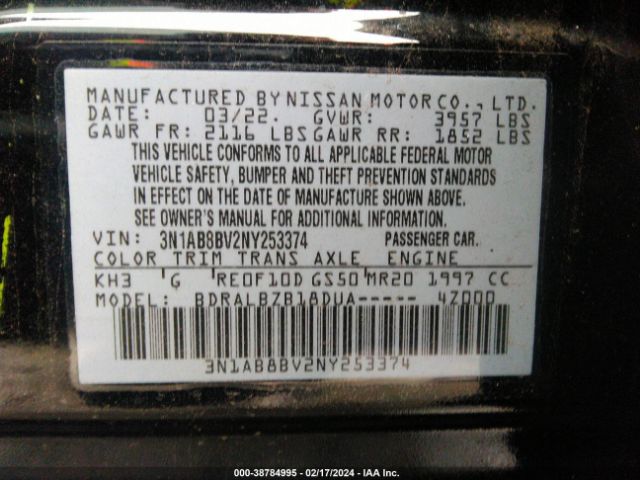 MANUFACTURED BY NISSAN MOTOR CO., LTD.
DATE: 03/22. GVWR: 3957 LBS
GAWR FR: 2116 LBS GAWR RR: 1852 LBS
THIS VEHICLE CONFORMS TO ALL APPLICABLE FEDERAL MOTOR
VEHICLE SAFETY, BUMPER AND THEFT PREVENTION STANDARDS
IN EFFECT ON THE DATE OF MANUFACTURE SHOWN ABOVE.
SEE OWNER'S MANUAL FOR ADDITIONAL INFORMATION.
VIN: 3N1AB8BV2NY253374 PASSENGER CAR.
COLOR TRIM TRANS AXLE ENGINE
KH3 G RE0F10D GS50 MR20 1997 CC
MODEL: BDRALBZB18DUA----- 4Z000
3N1AB8BV2NY253374
000-38784995 - 02/17/2024 - IAA Inc.